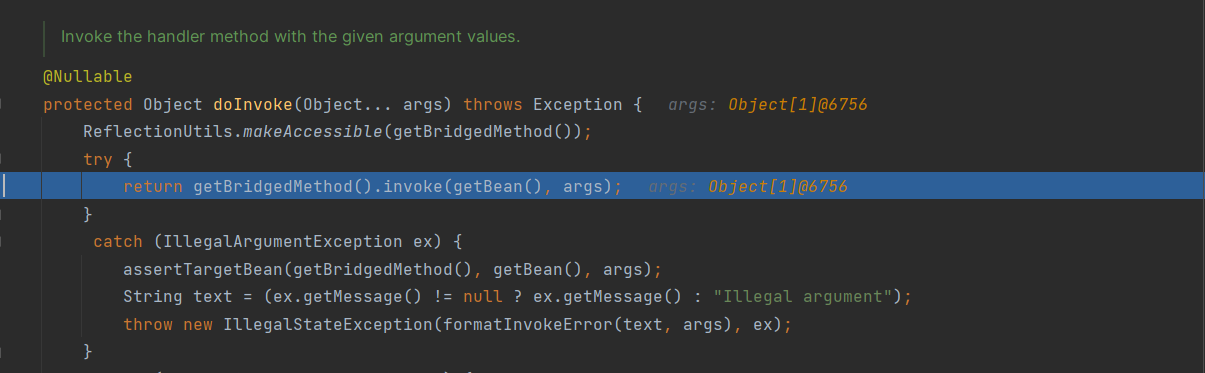 Invoke the handler method with the given argument values.
@Nullable
protected Object doInvoke(Object... args) throws Exception {   args: Object[1]@6756
    ReflectionUtils.makeAccessible(getBridgedMethod());
    try {
        return getBridgedMethod().invoke(getBean(), args);   args: Object[1]@6756
    }
    catch (IllegalArgumentException ex) {
        assertTargetBean(getBridgedMethod(), getBean(), args);
        String text = (ex.getMessage() != null ? ex.getMessage() : "Illegal argument");
        throw new IllegalStateException(formatInvokeError(text, args), ex);
    }